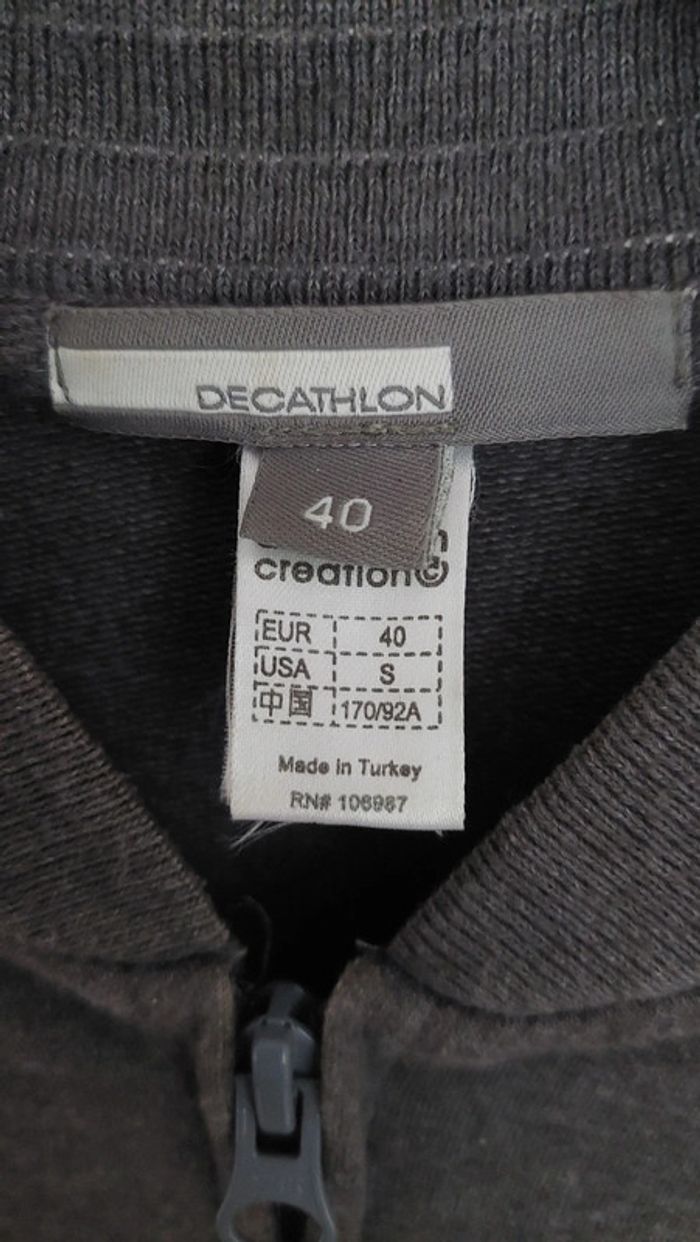 DECATHLON
40
creation©
EUR 40
USA S
中国 170/92A
Made in Turkey
RN# 106987